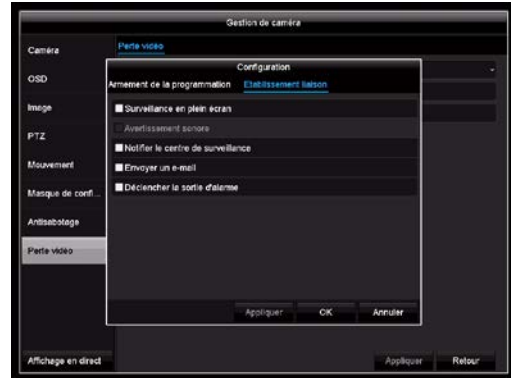 Gestion de caméra
Caméra
OSD
Image
PTZ
Mouvement
Masque de confi...
Antisabotage
Perte vidéo
Affichage en direct
Perte vidéo
Configuration
Armement de la programmation
Etablissement liaison
Surveillance en plein écran
Avertissement sonore
Notifier le centre de surveillance
Envoyer un e-mail
Déclencher la sortie d'alarme
Appliquer
OK
Annuler
Appliquer
Retour